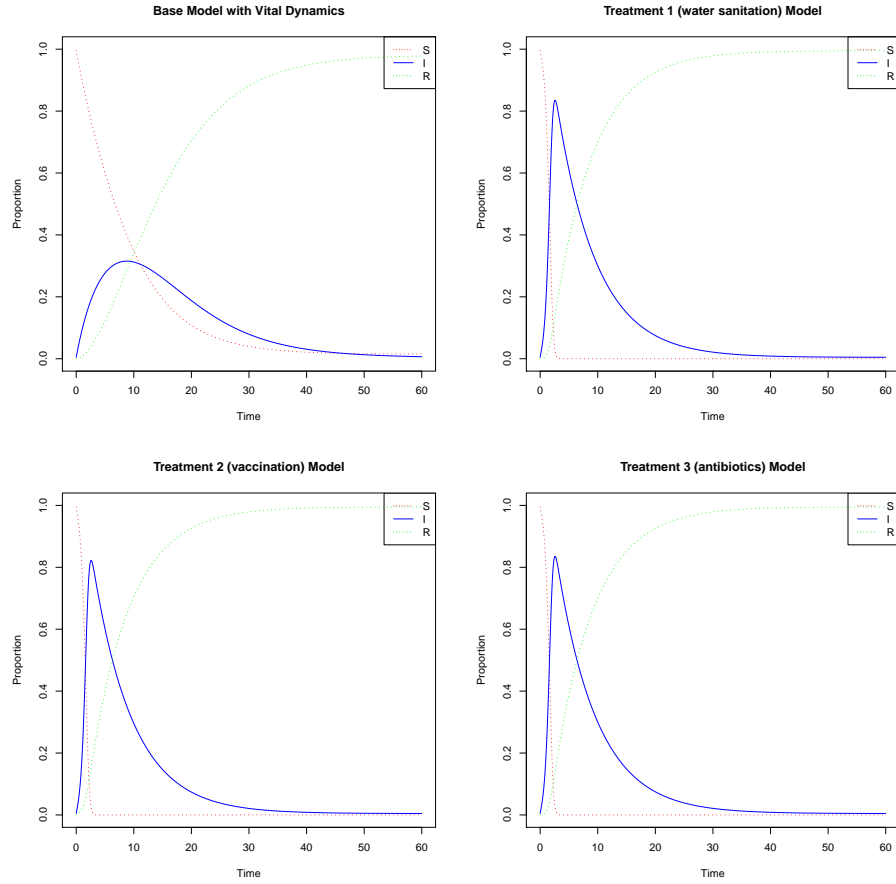 Base Model with Vital Dynamics
Proportion
0.0 0.2 0.4 0.6 0.8 1.0
S
I
R
0 10 20 30 40 50 60
Time
Treatment 1 (water sanitation) Model
Proportion
0.0 0.2 0.4 0.6 0.8 1.0
S
I
R
0 10 20 30 40 50 60
Time
Treatment 2 (vaccination) Model
Proportion
0.0 0.2 0.4 0.6 0.8 1.0
S
I
R
0 10 20 30 40 50 60
Time
Treatment 3 (antibiotics) Model
Proportion
0.0 0.2 0.4 0.6 0.8 1.0
S
I
R
0 10 20 30 40 50 60
Time